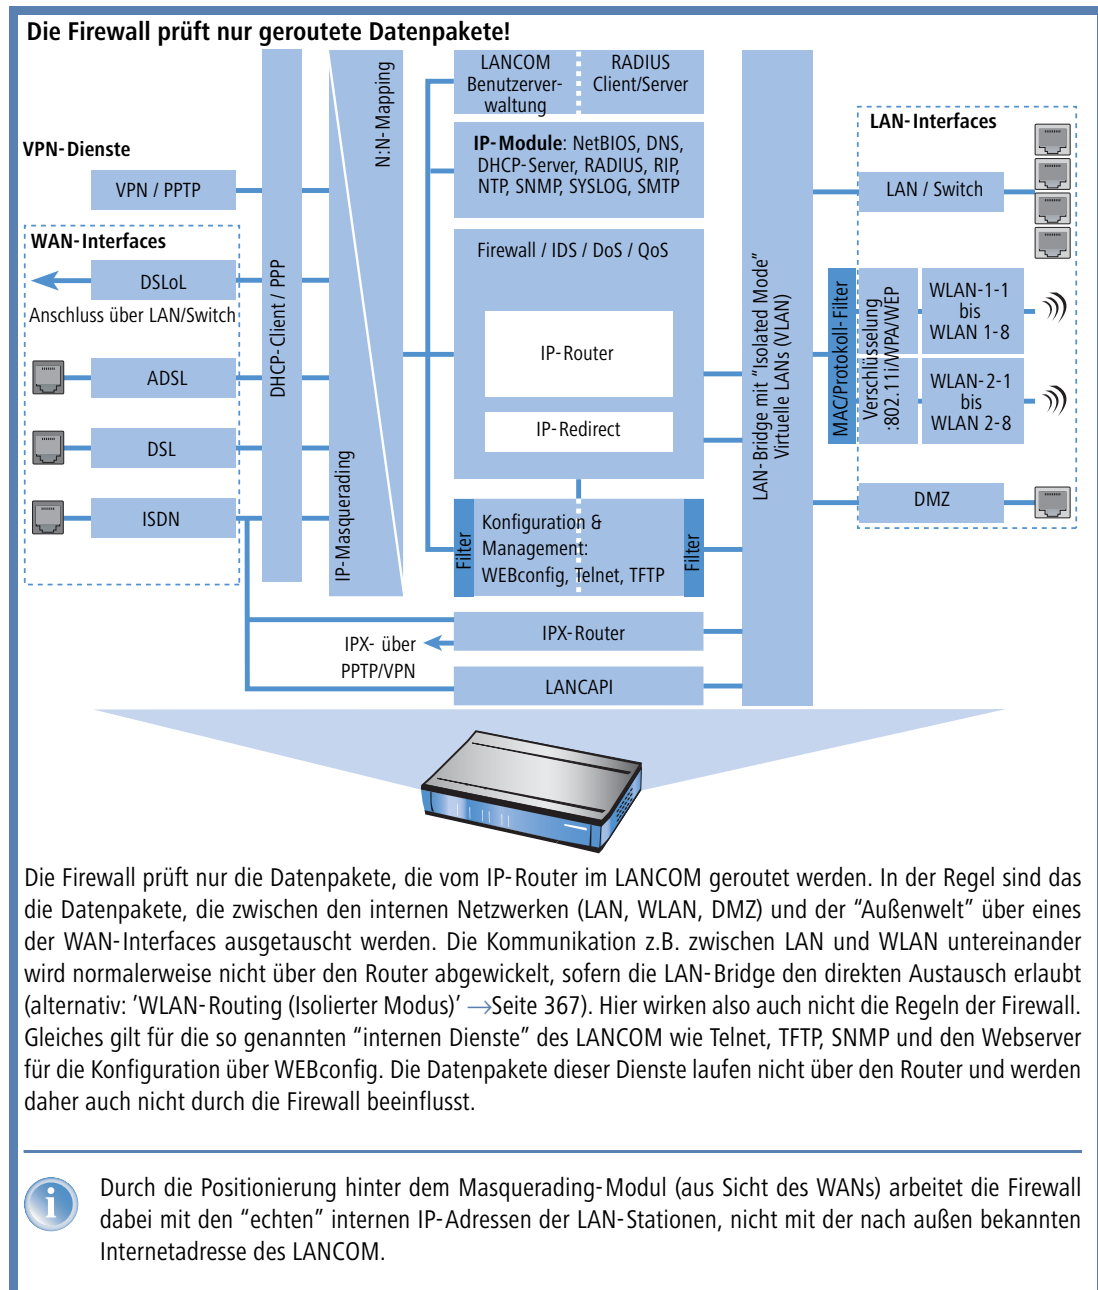 Die Firewall prüft nur geroutete Datenpakete!
LANCOM
Benutzerver-
waltung
RADIUS
Client/Server
N:N-Mapping
IP-Module: NetBIOS, DNS,
DHCP-Server, RADIUS, RIP,
NTP, SNMP, SYSLOG, SMTP
LAN-Interfaces
VPN-Dienste
VPN / PPTP
LAN / Switch
WAN-Interfaces
Firewall / IDS / DoS / QoS
DSLoL
Anschluss über LAN/Switch
DHCP-Client / PPP
LAN-Bridge mit “Isolated Mode”
Virtuelle LANs (VLAN)
MAC/Protokoll-Filter
Verschlüsselung
:802.11i/WPA/WEP
WLAN-1-1
bis
WLAN 1-8
IP-Router
ADSL
WLAN-2-1
bis
WLAN 2-8
IP-Redirect
DSL
IP-Masquerading
ISDN
DMZ
Filter
Konfiguration &
Management:
WEBconfig, Telnet, TFTP
Filter
IPX- über
PPTP/VPN
IPX-Router
LANCAPI
Die Firewall prüft nur die Datenpakete, die vom IP-Router im LANCOM geroutet werden. In der Regel sind das
die Datenpakete, die zwischen den internen Netzwerken (LAN, WLAN, DMZ) und der “Außenwelt” über eines
der WAN-Interfaces ausgetauscht werden. Die Kommunikation z.B. zwischen LAN und WLAN untereinander
wird normalerweise nicht über den Router abgewickelt, sofern die LAN-Bridge den direkten Austausch erlaubt
(alternativ: ’WLAN-Routing (Isolierter Modus)’ →Seite 367). Hier wirken also auch nicht die Regeln der Firewall.
Gleiches gilt für die so genannten “internen Dienste” des LANCOM wie Telnet, TFTP, SNMP und den Webserver
für die Konfiguration über WEBconfig. Die Datenpakete dieser Dienste laufen nicht über den Router und werden
daher auch nicht durch die Firewall beeinflusst.
i
Durch die Positionierung hinter dem Masquerading-Modul (aus Sicht des WANs) arbeitet die Firewall
dabei mit den “echten” internen IP-Adressen der LAN-Stationen, nicht mit der nach außen bekannten
Internetadresse des LANCOM.